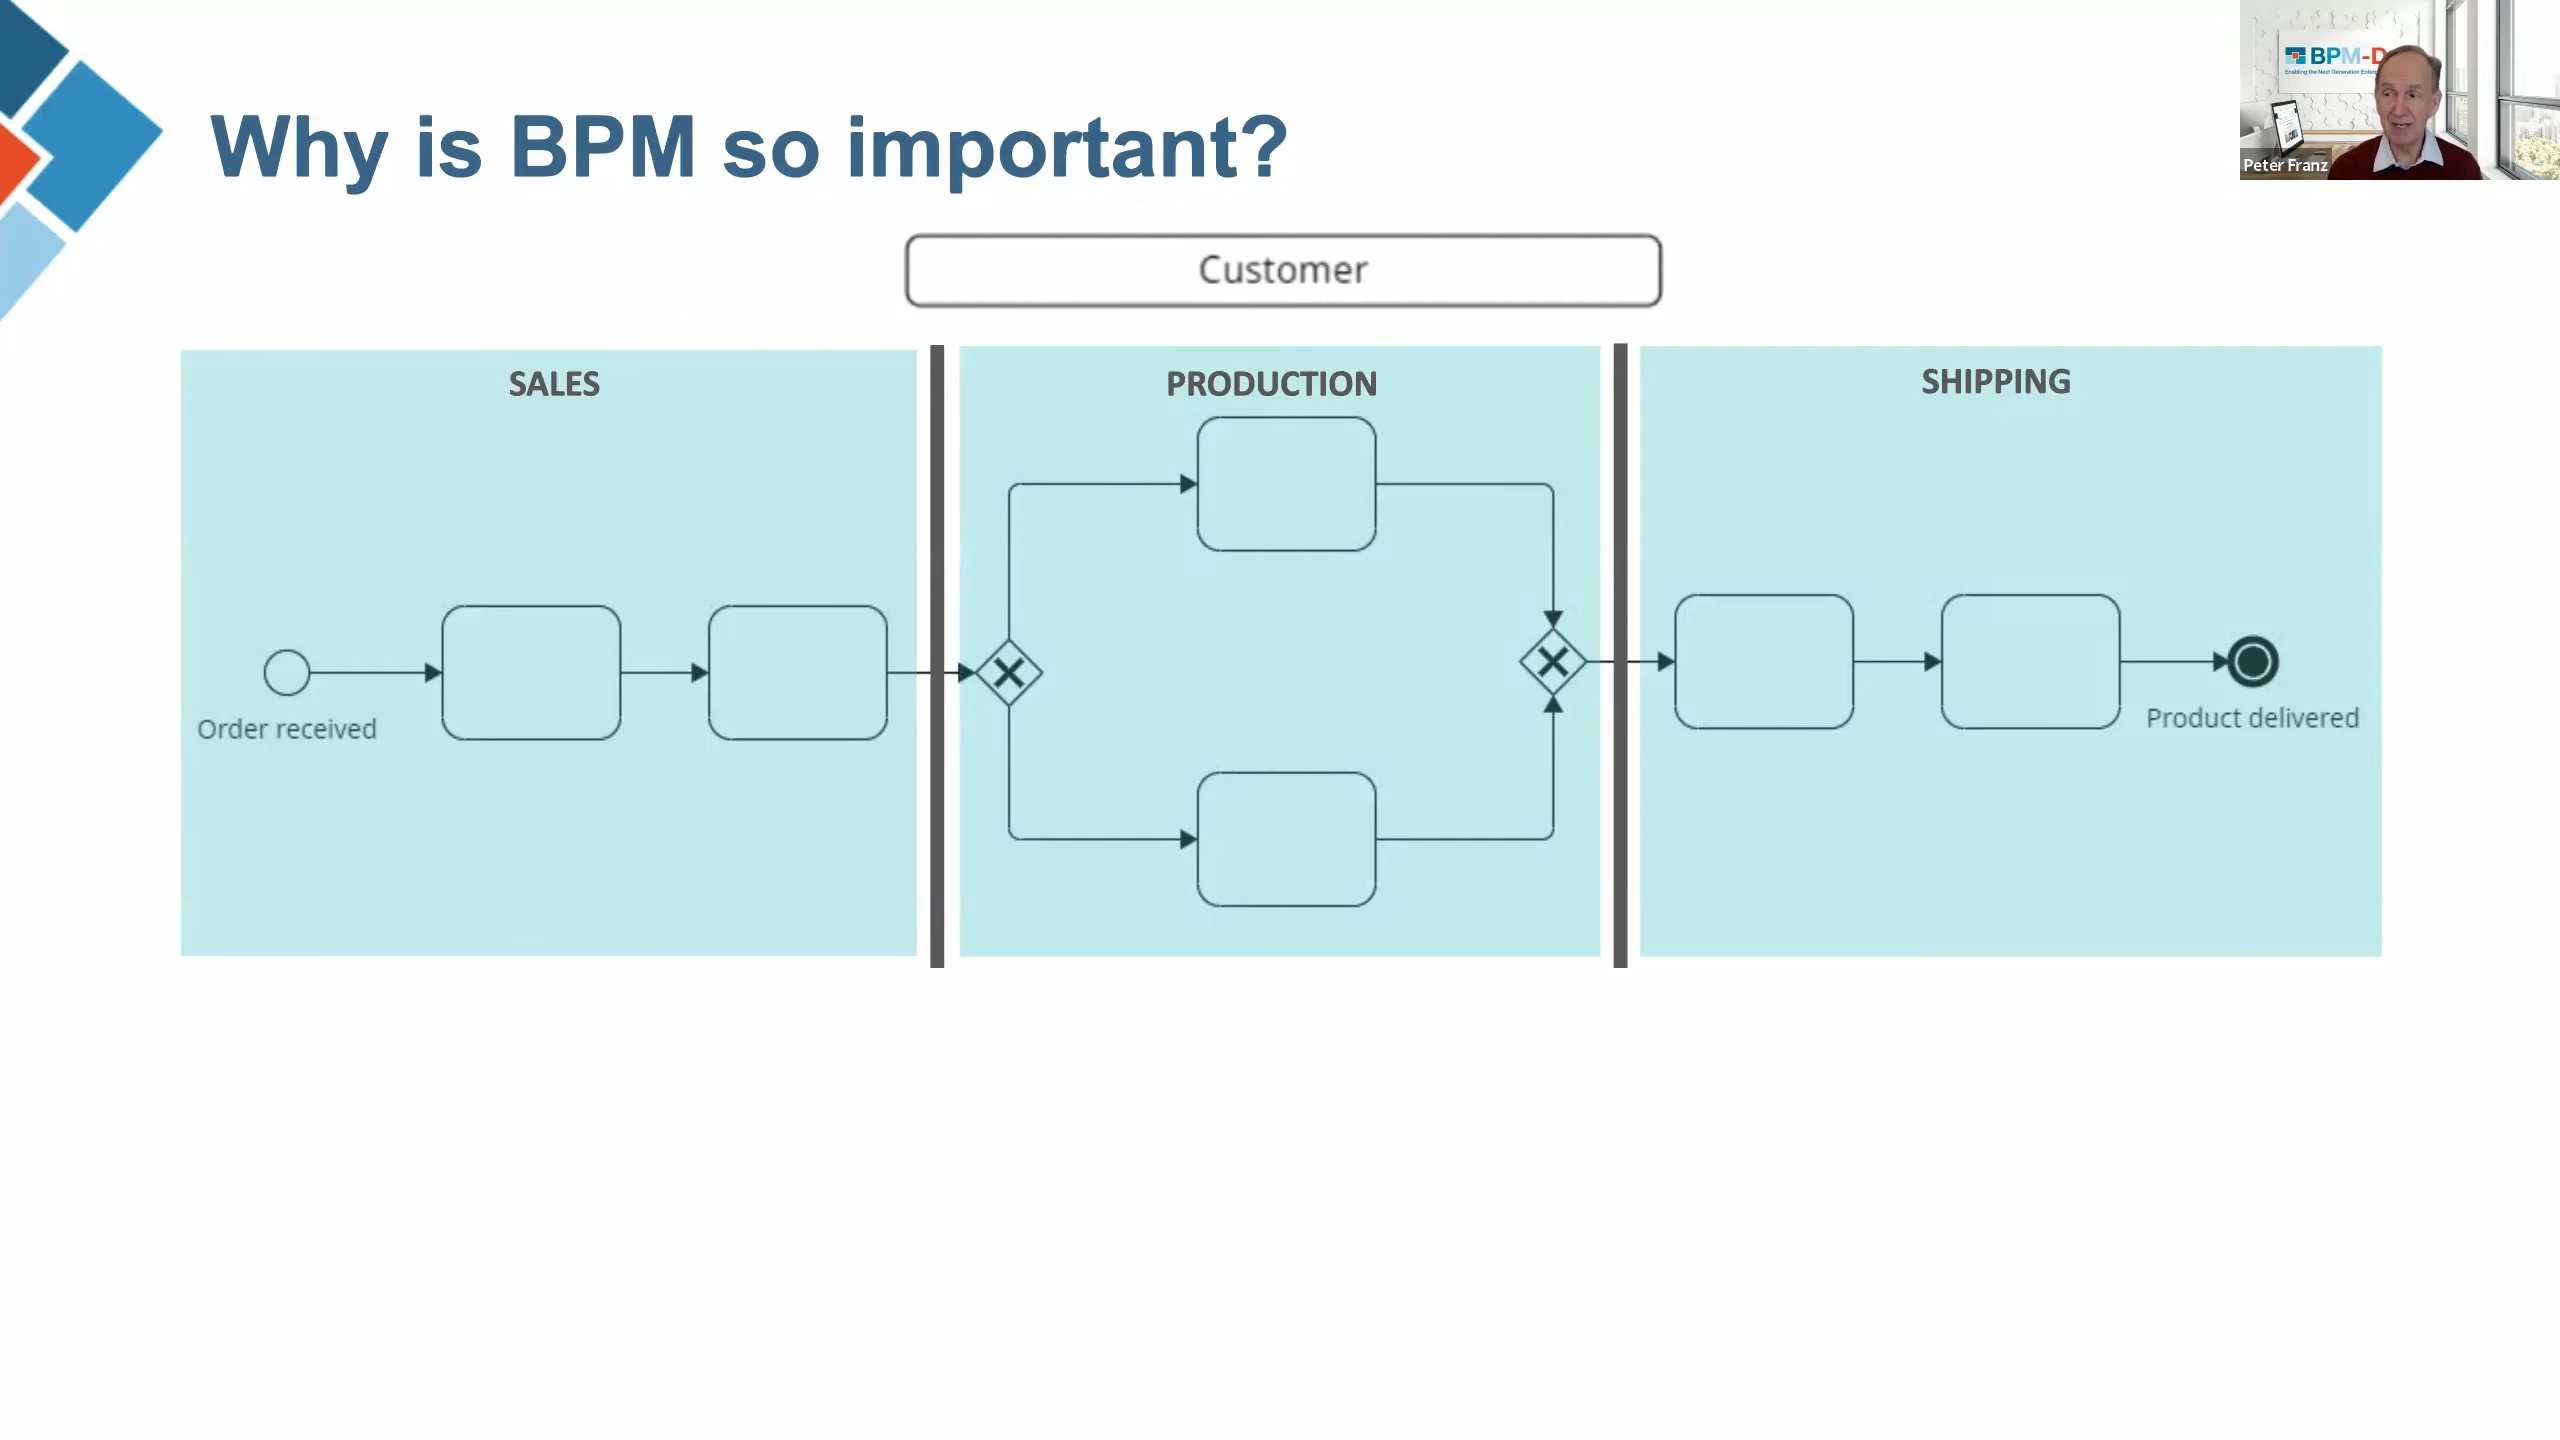 Why is BPM so important?
BPM-D
Peter Franz
Customer
SALES
PRODUCTION
SHIPPING
Order received
Product delivered